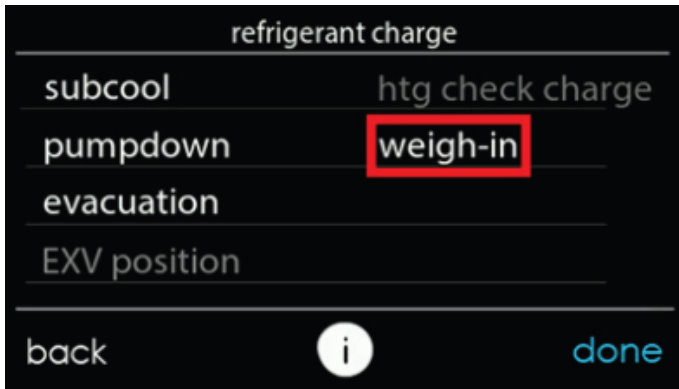 refrigerant charge
subcool htg check charge
pumpdown weigh-in
evacuation
EXV position
back i done